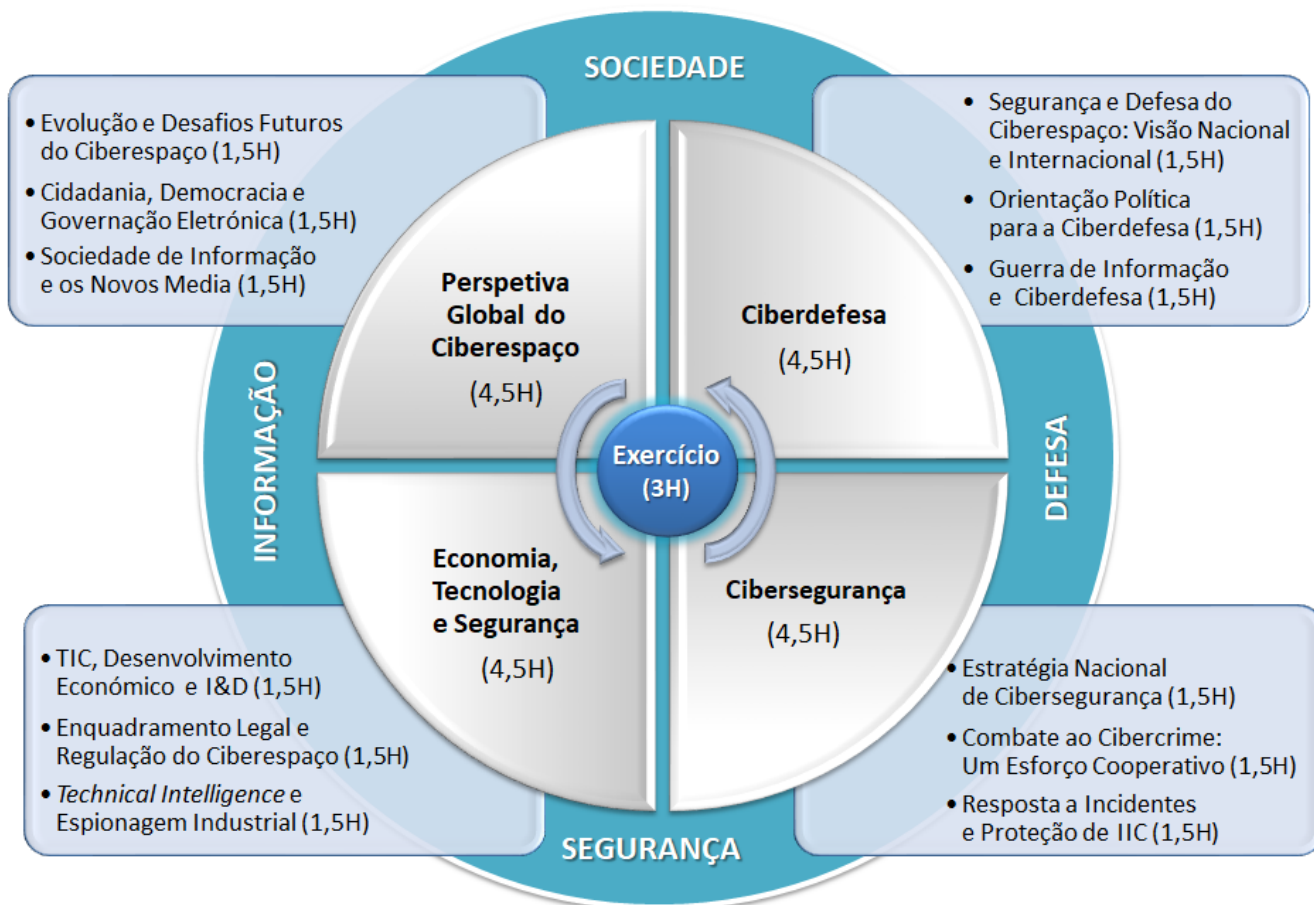 SOCIEDADE
• Evolução e Desafios Futuros
do Ciberespaço (1,5H)
• Cidadania, Democracia e
Governação Eletrónica (1,5H)
• Sociedade de Informação
e os Novos Media (1,5H)
• Segurança e Defesa do
Ciberespaço: Visão Nacional
e Internacional (1,5H)
• Orientação Política
para a Ciberdefesa (1,5H)
• Guerra de Informação
e Ciberdefesa (1,5H)
Perspetiva
Global do
Ciberespaço
(4,5H)
Ciberdefesa
(4,5H)
INFORMAÇÃO
Exercício
(3H)
DEFESA
Economia,
Tecnologia
e Segurança
(4,5H)
Cibersegurança
(4,5H)
• TIC, Desenvolvimento
Económico e I&D (1,5H)
• Enquadramento Legal e
Regulação do Ciberespaço (1,5H)
• Technical Intelligence e
Espionagem Industrial (1,5H)
• Estratégia Nacional
de Cibersegurança (1,5H)
• Combate ao Cibercrime:
Um Esforço Cooperativo (1,5H)
• Resposta a Incidentes
e Proteção de IIC (1,5H)
SEGURANÇA